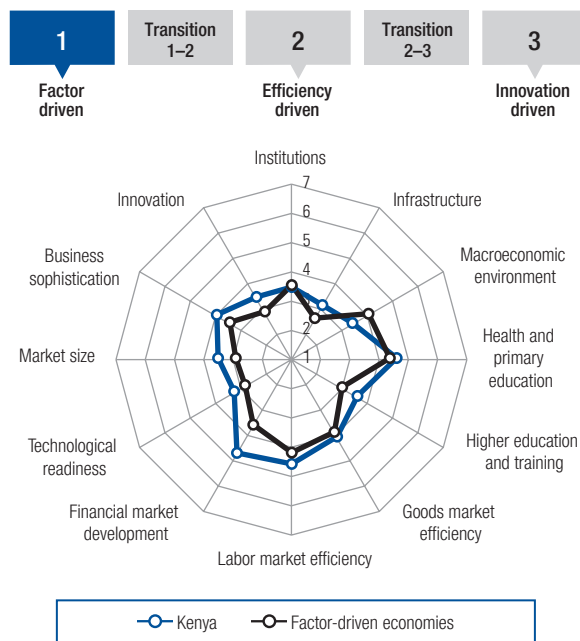 1
Transition
1–2
2
Transition
2–3
3
Factor
driven
Efficiency
driven
Innovation
driven
Institutions
Infrastructure
Macroeconomic
environment
Health and
primary
education
Higher education
and training
Goods market
efficiency
Labor market efficiency
Financial market
development
Technological
readiness
Market size
Business
sophistication
Innovation
7
6
5
4
2
1
Kenya
Factor-driven economies